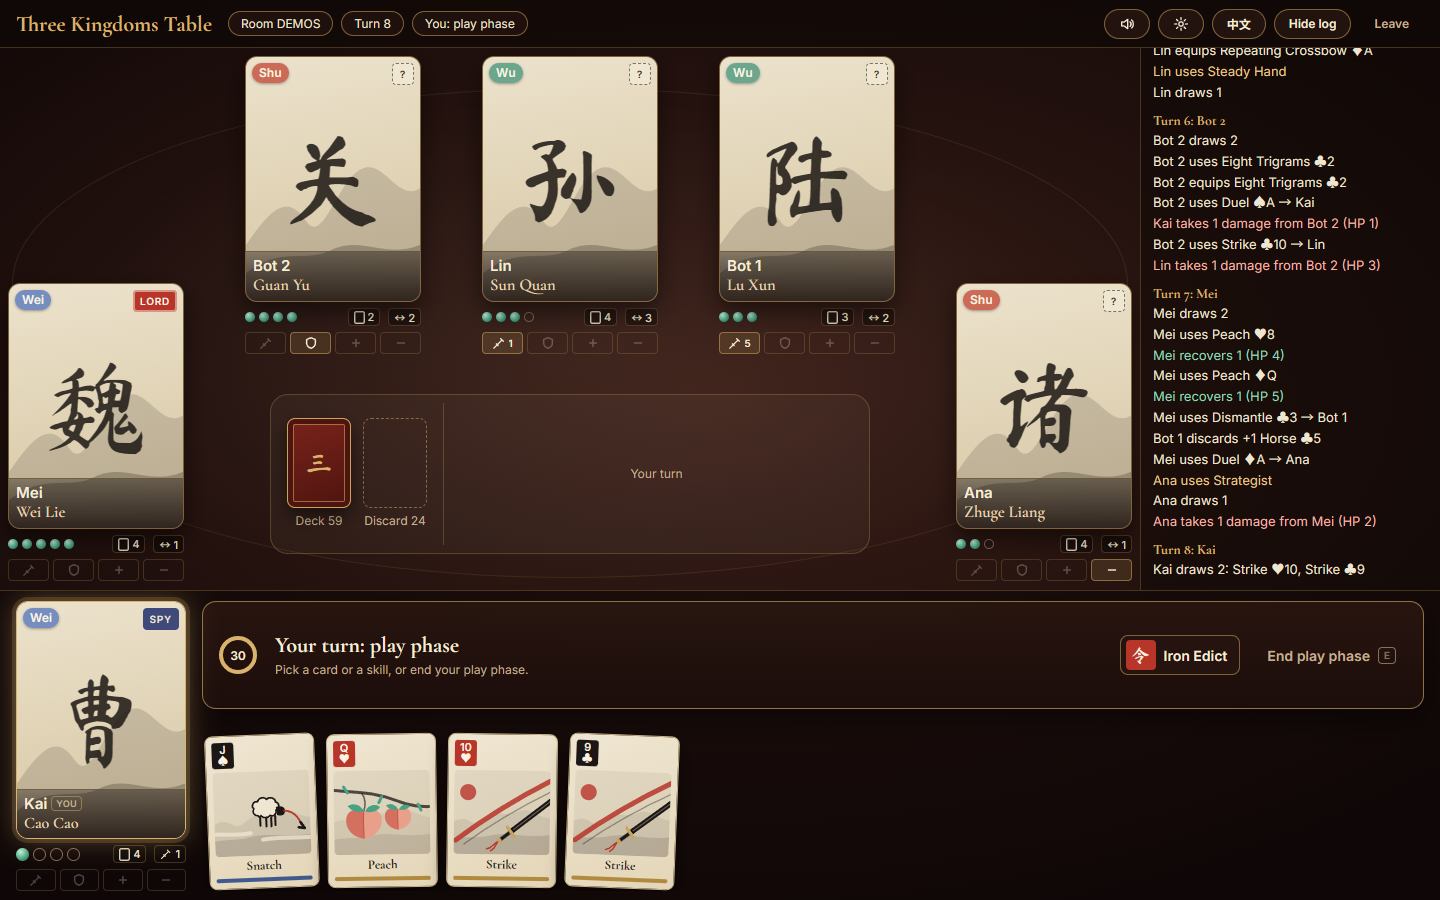 Three Kingdoms Table
Room DEMOS
Turn 8
You: play phase
中文
Hide log
Leave
Shu
?
关
Bot 2
Guan Yu
2
↔2
Wu
?
孙
Lin
Sun Quan
4
↔3
1
Wu
?
陆
Bot 1
Lu Xun
3
↔2
5
Wei
LORD
魏
Mei
Wei Lie
4
↔1
Shu
?
诸
Ana
Zhuge Liang
4
↔1
三
Deck 59
Discard 24
Your turn
Lin equips Repeating Crossbow ♠A
Lin uses Steady Hand
Lin draws 1
Turn 6: Bot 2
Bot 2 draws 2
Bot 2 uses Eight Trigrams ♣2
Bot 2 equips Eight Trigrams ♣2
Bot 2 uses Duel ♠A → Kai
Kai takes 1 damage from Bot 2 (HP 1)
Bot 2 uses Strike ♣10 → Lin
Lin takes 1 damage from Bot 2 (HP 3)
Turn 7: Mei
Mei draws 2
Mei uses Peach ♥8
Mei recovers 1 (HP 4)
Mei uses Peach ♦Q
Mei recovers 1 (HP 5)
Mei uses Dismantle ♣3 → Bot 1
Bot 1 discards +1 Horse ♣5
Mei uses Duel ♦A → Ana
Ana uses Strategist
Ana draws 1
Ana takes 1 damage from Mei (HP 2)
Turn 8: Kai
Kai draws 2: Strike ♥10, Strike ♣9
Wei
SPY
曹
Kai YOU
Cao Cao
4
1
30
Your turn: play phase
Pick a card or a skill, or end your play phase.
令
Iron Edict
End play phase E
J♠
Snatch
Q♥
Peach
10♥
Strike
9♣
Strike